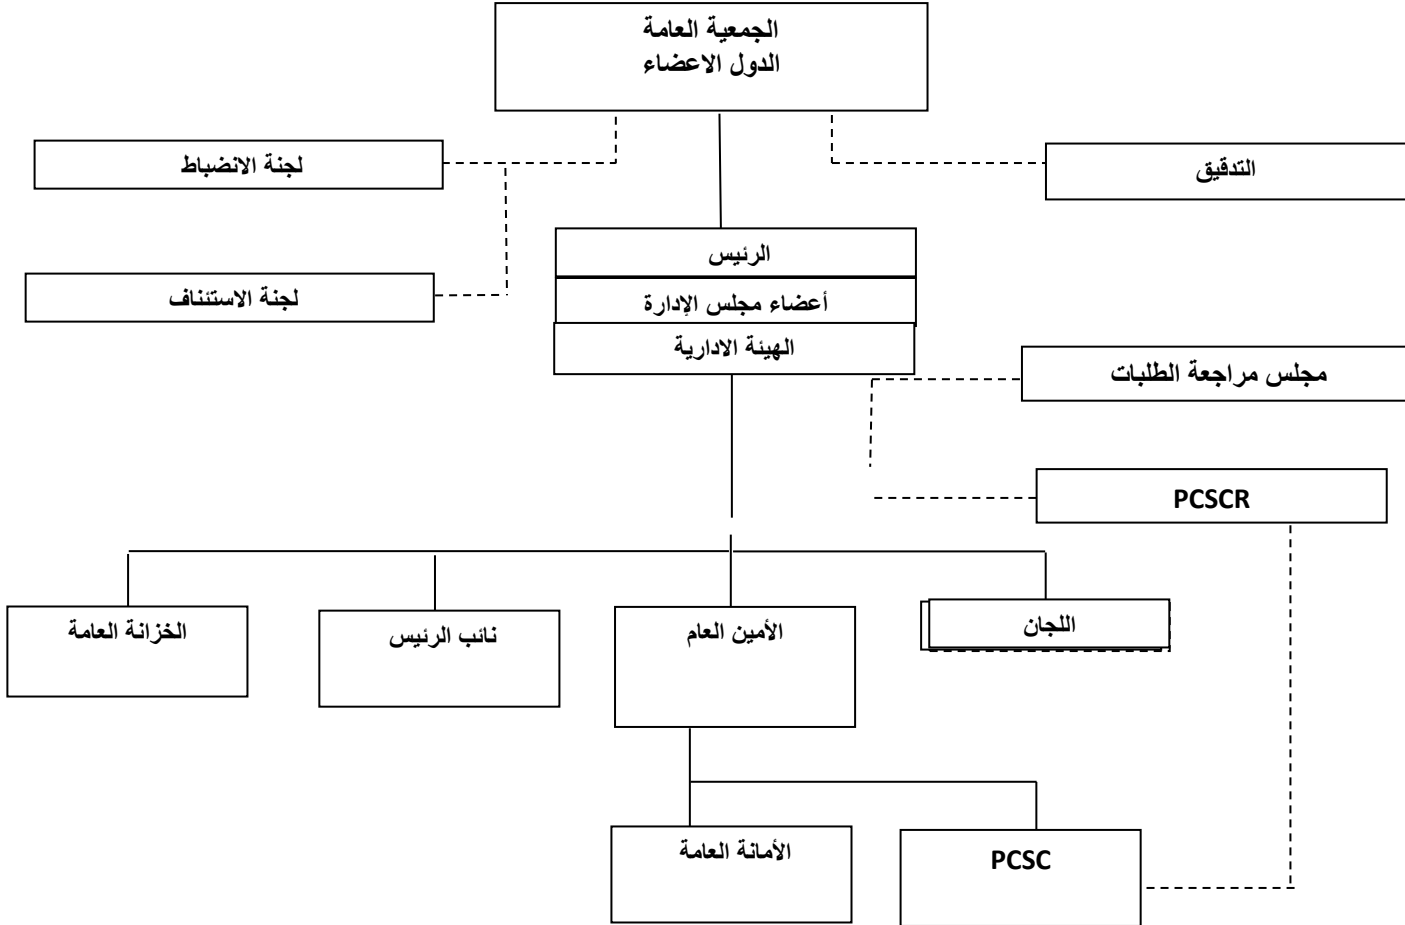 الجمعية العامة
الدول الاعضاء
لجنة الانضباط
التدقيق
الرئيس
أعضاء مجلس الإدارة
لجنة الاستئناف
الهيئة الادارية
مجلس مراجعة الطلبات
PCSCR
الخزانة العامة
نائب الرئيس
الأمين العام
اللجان
الأمانة العامة
PCSC